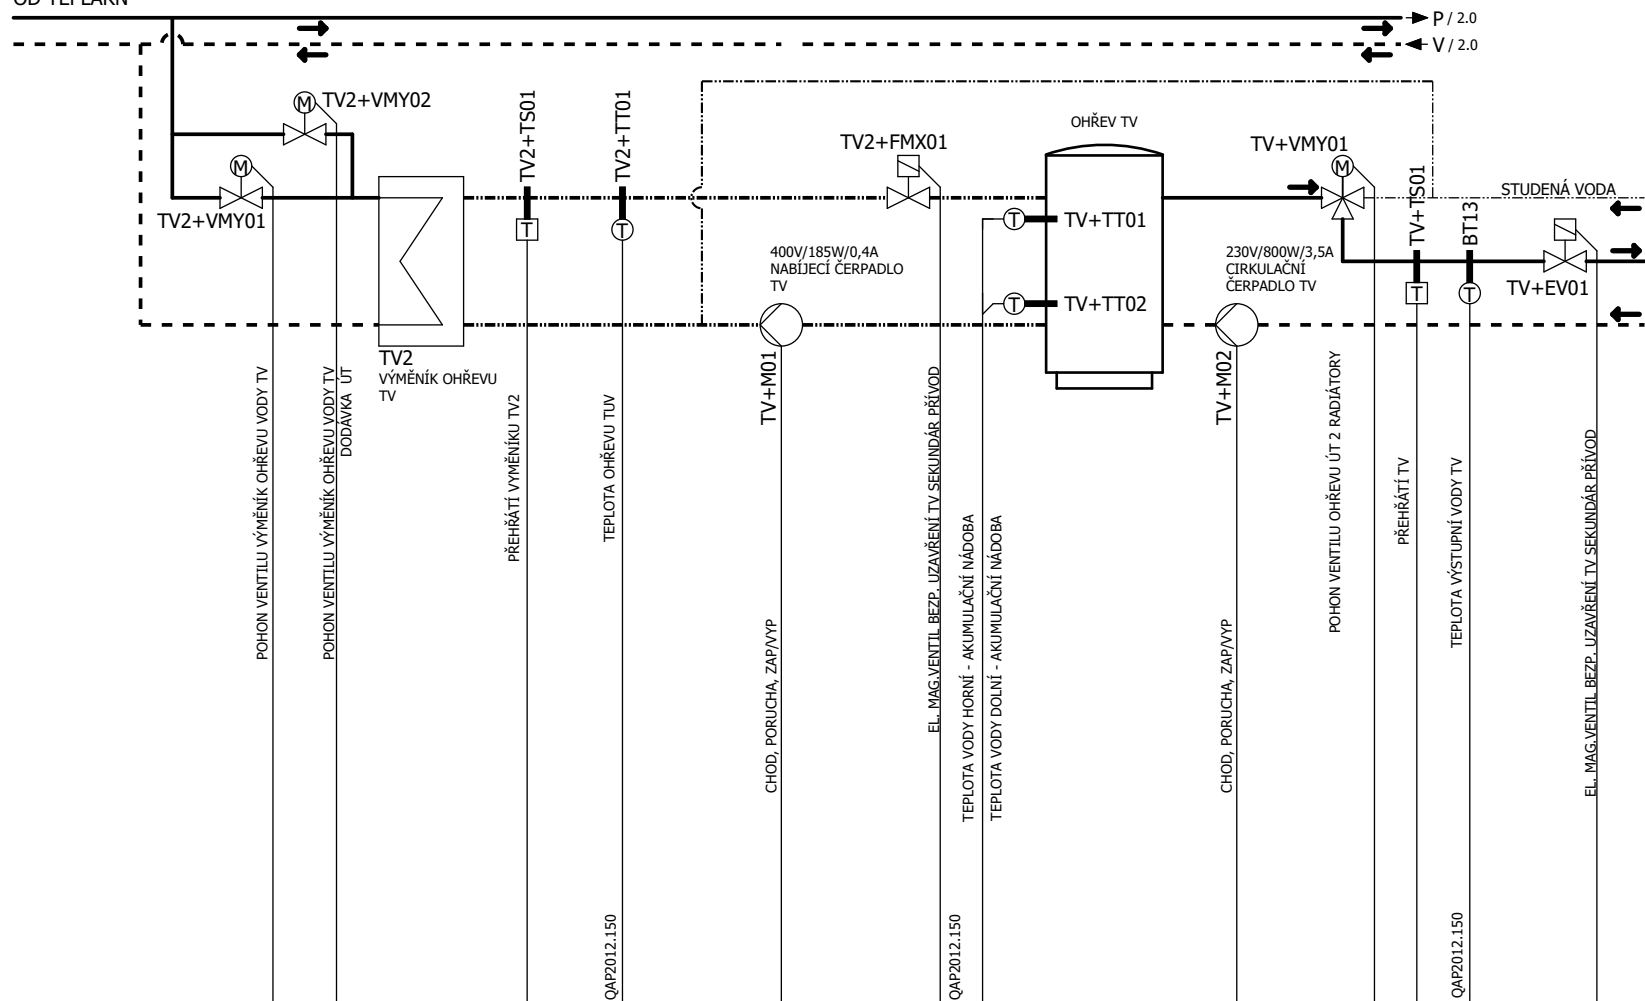 P / 2.0
V / 2.0
TV2+VMY02
TV2+VMY01
TV2+TS01
TV2+TT01
TV2+FMX01
OHŘEV TV
TV+VMY01
TV+TS01
BT13
STUDENÁ VODA
TV+EV01
M
M
M
T
T
T
T
T
T
TV+TT01
TV+TT02
400V/185W/0,4A
NABÍJECÍ ČERPADLO
TV
230V/800W/3,5A
CIRKULAČNÍ
ČERPADLO TV
TV2
VÝMĚNÍK OHŘEVU
TV
TV+M01
TV+M02
POHON VENTILU VÝMĚNÍK OHŘEVU VODY TV
POHON VENTILU VÝMĚNÍK OHŘEVU VODY TV
DODÁVKA ÚT
PŘEHŘÁTÍ VYMĚNÍKU TV2
TEPLOTA OHŘEVU TUV
QAP2012.150
CHOD, PORUCHA, ZAP/VYP
EL. MAG.VENTIL BEZP. UZAVŘENÍ TV SEKUNDÁR PŘÍVOD
TEPLOTA VODY HORNÍ - AKUMULAČNÍ NÁDOBA
TEPLOTA VODY DOLNÍ - AKUMULAČNÍ NÁDOBA
QAP2012.150
CHOD, PORUCHA, ZAP/VYP
POHON VENTILU OHŘEVU ÚT 2 RADIÁTORY
PŘEHŘÁTÍ TV
TEPLOTA VÝSTUPNÍ VODY TV
QAP2012.150
EL. MAG.VENTIL BEZP. UZAVŘENÍ TV SEKUNDÁR PŘÍVOD